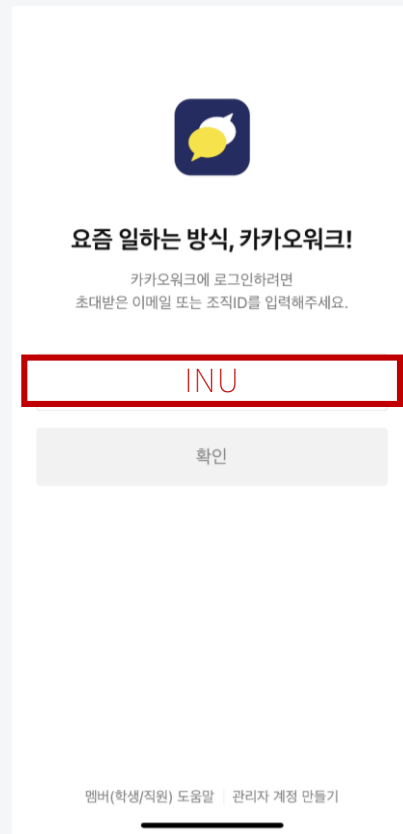 요즘 일하는 방식, 카카오워크!
카카오워크에 로그인하려면
초대받은 이메일 또는 조직ID를 입력해주세요.
INU
확인
멤버(학생/직원) 도움말 | 관리자 계정 만들기